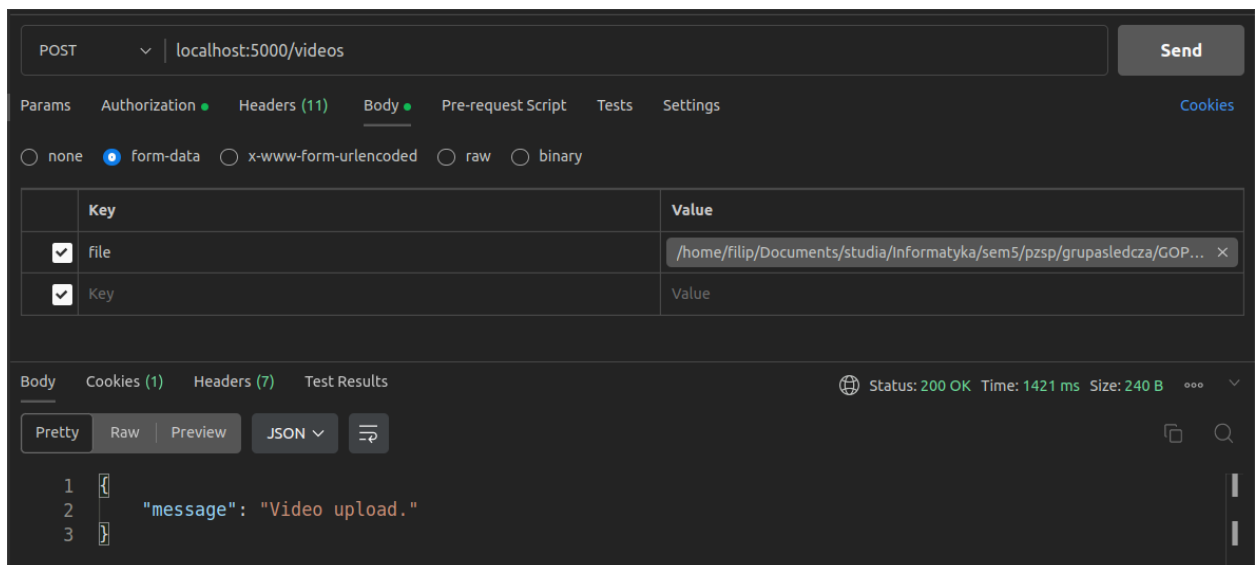 POST localhost:5000/videos Send
Params Authorization Headers (11) Body Pre-request Script Tests Settings Cookies
none form-data x-www-form-urlencoded raw binary
Key Value
file /home/filip/Documents/studia/Informatyka/sem5/pzsp/grupasledcza/GOP...
Key Value
Body Cookies (1) Headers (7) Test Results Status: 200 OK Time: 1421 ms Size: 240 B
Pretty Raw Preview JSON
1 {
2 "message": "Video upload."
3 }